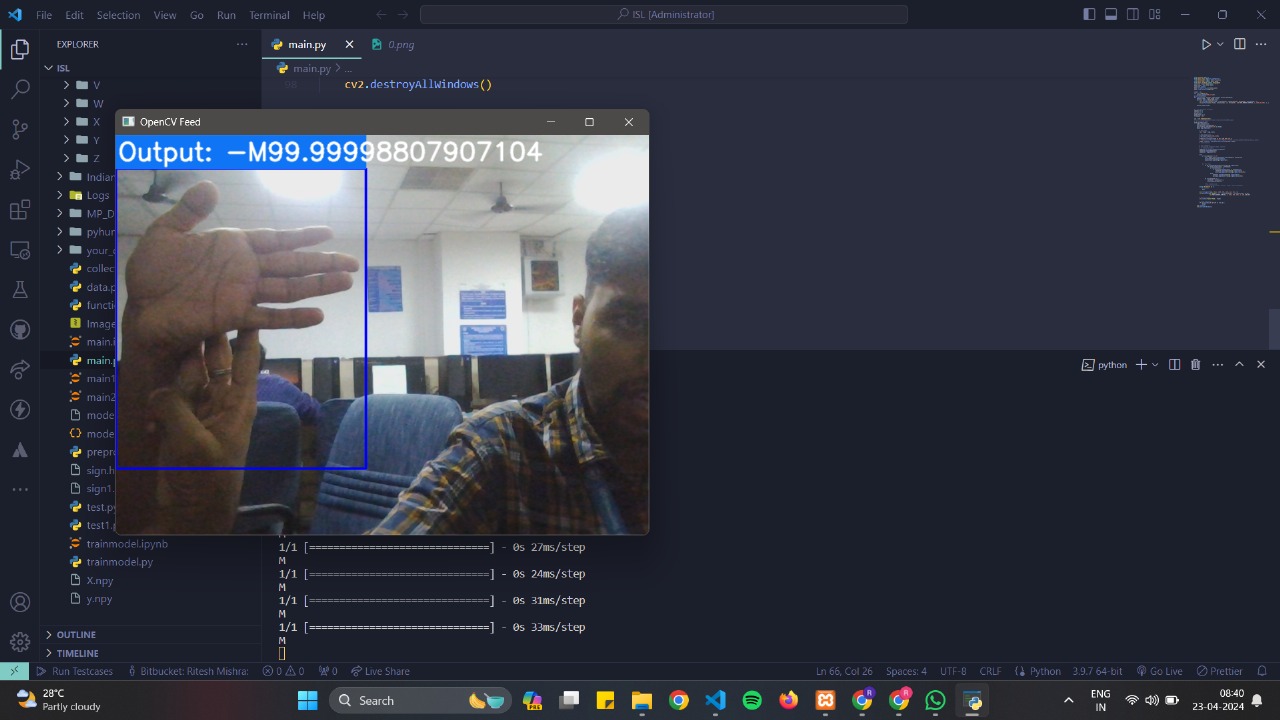 File Edit Selection View Go Run Terminal Help
ISL [Administrator]
EXPLORER
main.py
0.png
ISL
main.py > ...
V
98 cv2.destroyAllWindows()
W
X
Y
Z
OpenCV Feed
Output: -M99.9999880790
Indian
Logs
MP_D
pyhun
your_
collec
data.p
functi
Image
main.i
main.p
main1
main2
mode
mode
prepr
sign.h
sign1.
test.py
test1.p
trainmodel.ipynb
trainmodel.py
X.npy
y.npy
OUTLINE
TIMELINE
python
1/1 [==============================] - 0s 27ms/step
M
1/1 [==============================] - 0s 24ms/step
M
1/1 [==============================] - 0s 31ms/step
M
1/1 [==============================] - 0s 33ms/step
M
Run Testcases Bitbucket: Ritesh Mishra: 0 0 0 Live Share
Ln 66, Col 26 Spaces: 4 UTF-8 CRLF Python 3.9.7 64-bit Go Live Prettier
28°C
Partly cloudy
Search
ENG
IN
08:40
23-04-2024